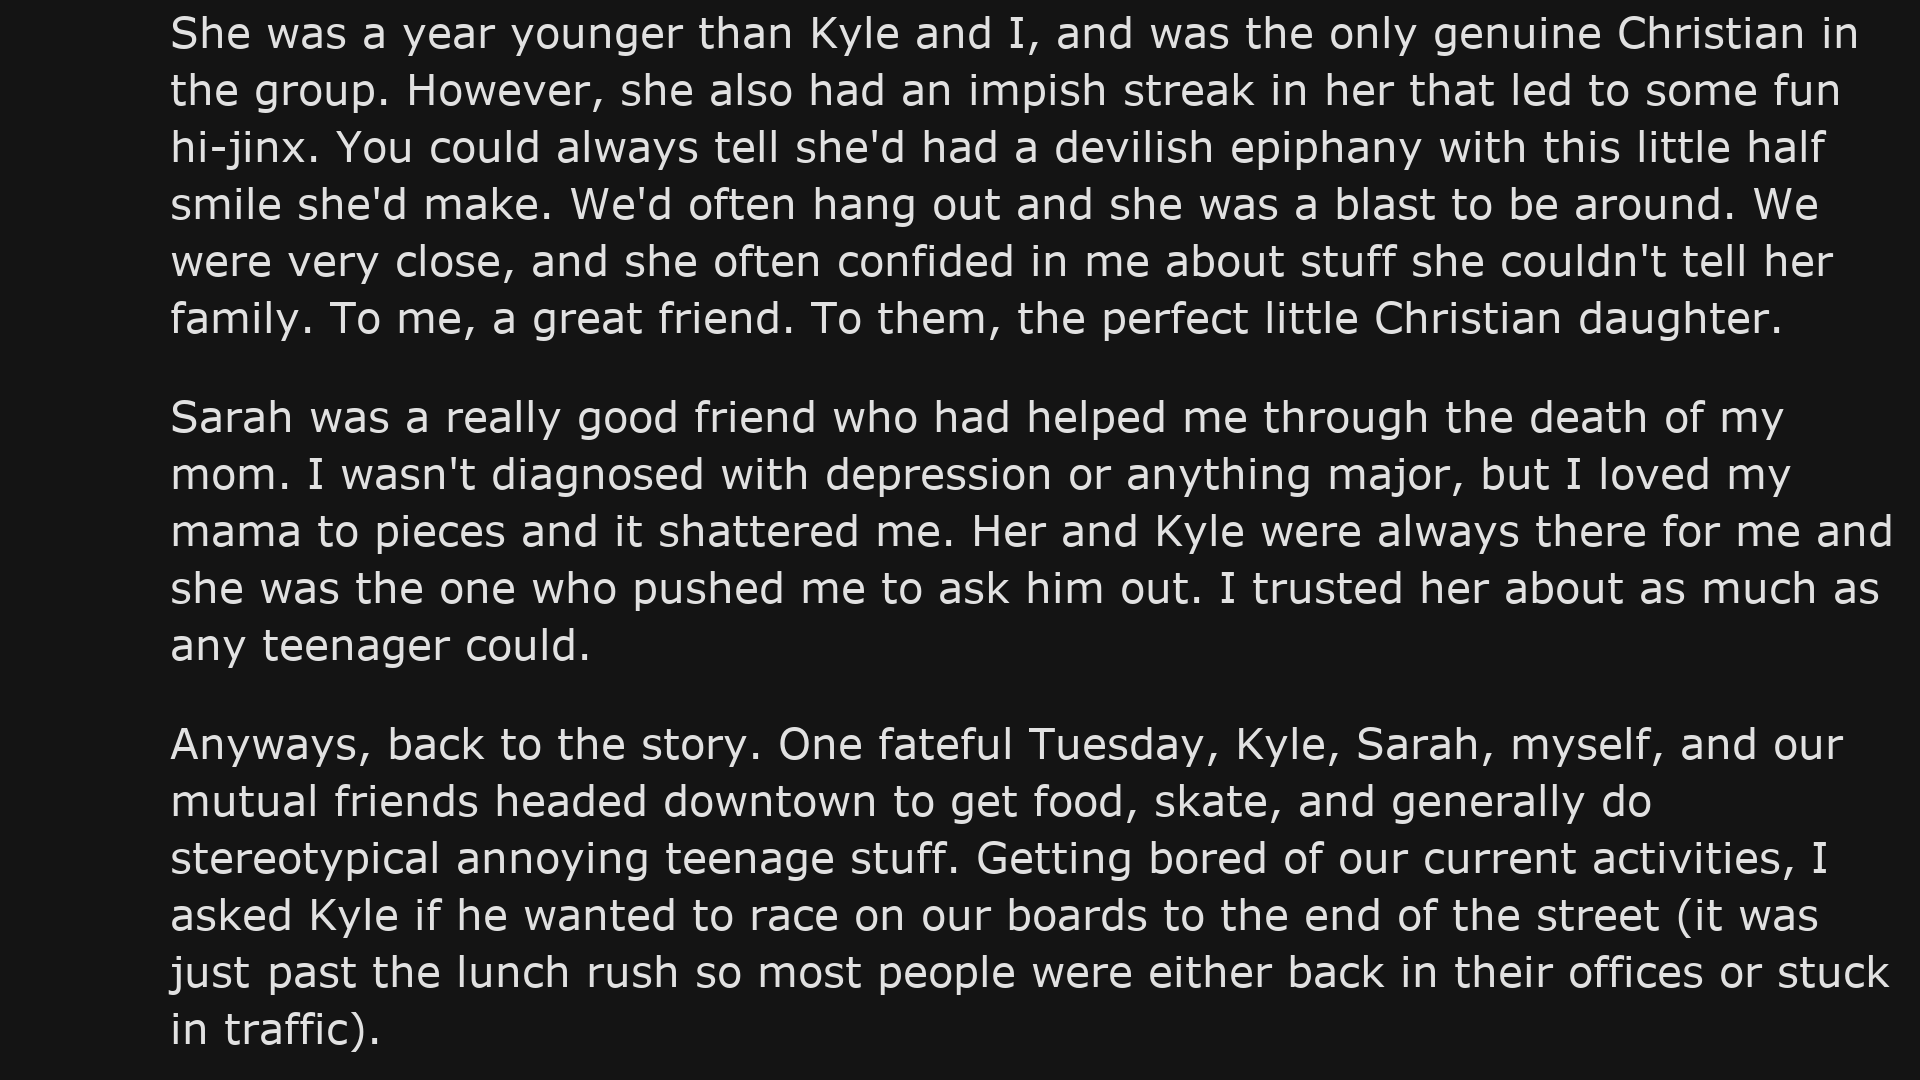 She was a year younger than Kyle and I, and was the only genuine Christian in
the group. However, she also had an impish streak in her that led to some fun
hi-jinx. You could always tell she'd had a devilish epiphany with this little half
smile she'd make. We'd often hang out and she was a blast to be around. We
were very close, and she often confided in me about stuff she couldn't tell her
family. To me, a great friend. To them, the perfect little Christian daughter.
Sarah was a really good friend who had helped me through the death of my
mom. I wasn't diagnosed with depression or anything major, but I loved my
mama to pieces and it shattered me. Her and Kyle were always there for me and
she was the one who pushed me to ask him out. I trusted her about as much as
any teenager could.
Anyways, back to the story. One fateful Tuesday, Kyle, Sarah, myself, and our
mutual friends headed downtown to get food, skate, and generally do
stereotypical annoying teenage stuff. Getting bored of our current activities, I
asked Kyle if he wanted to race on our boards to the end of the street (it was
just past the lunch rush so most people were either back in their offices or stuck
in traffic).